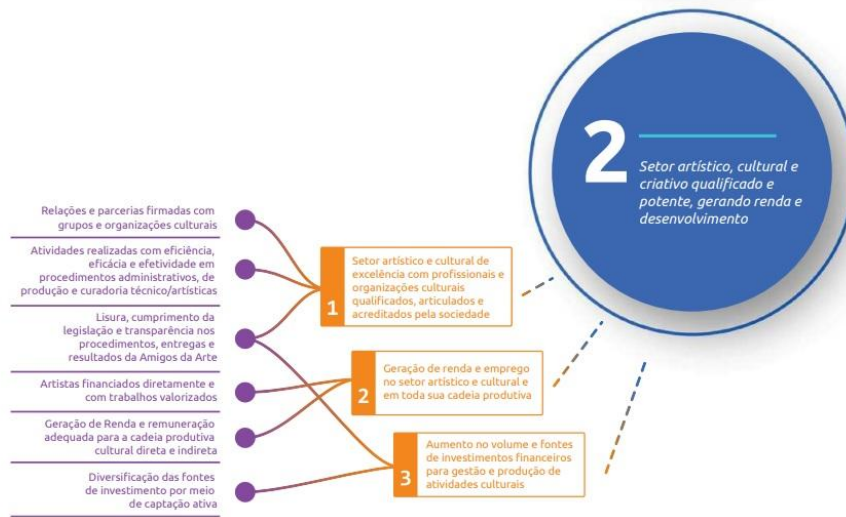 2
Setor artístico, cultural e
criativo qualificado e
potente, gerando renda e
desenvolvimento
Relações e parcerias firmadas com
grupos e organizações culturais
Atividades realizadas com eficiência,
eficácia e efetividade em
procedimentos administrativos, de
produção e curadoria técnico/artísticas
Lisura, cumprimento da
legislação e transparência nos
procedimentos, entregas e
resultados da Amigos da Arte
Artistas financiados diretamente e
com trabalhos valorizados
Geração de Renda e remuneração
adequada para a cadeia produtiva
cultural direta e indireta
Diversificação das fontes
de investimento por meio
de captação ativa
1
Setor artístico e cultural de
excelência com profissionais e
organizações culturais
qualificados, articulados e
acreditados pela sociedade
2
Geração de renda e emprego
no setor artístico e cultural e
em toda sua cadeia produtiva
3
Aumento no volume e fontes
de investimentos financeiros
para gestão e produção de
atividades culturais